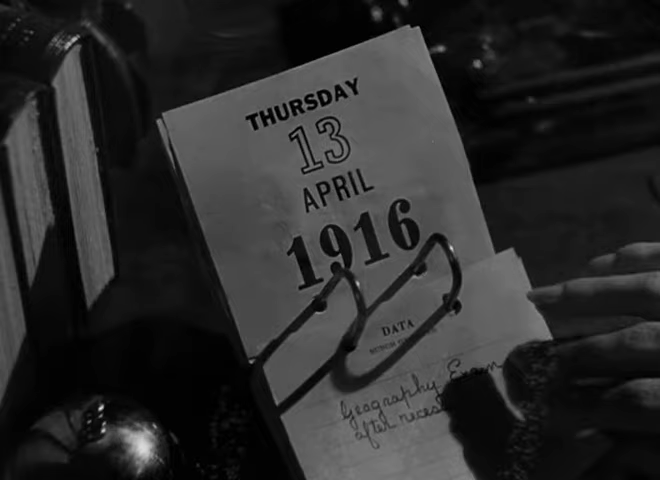 THURSDAY
13
APRIL
1916
DATA
Geography Exam
after recess